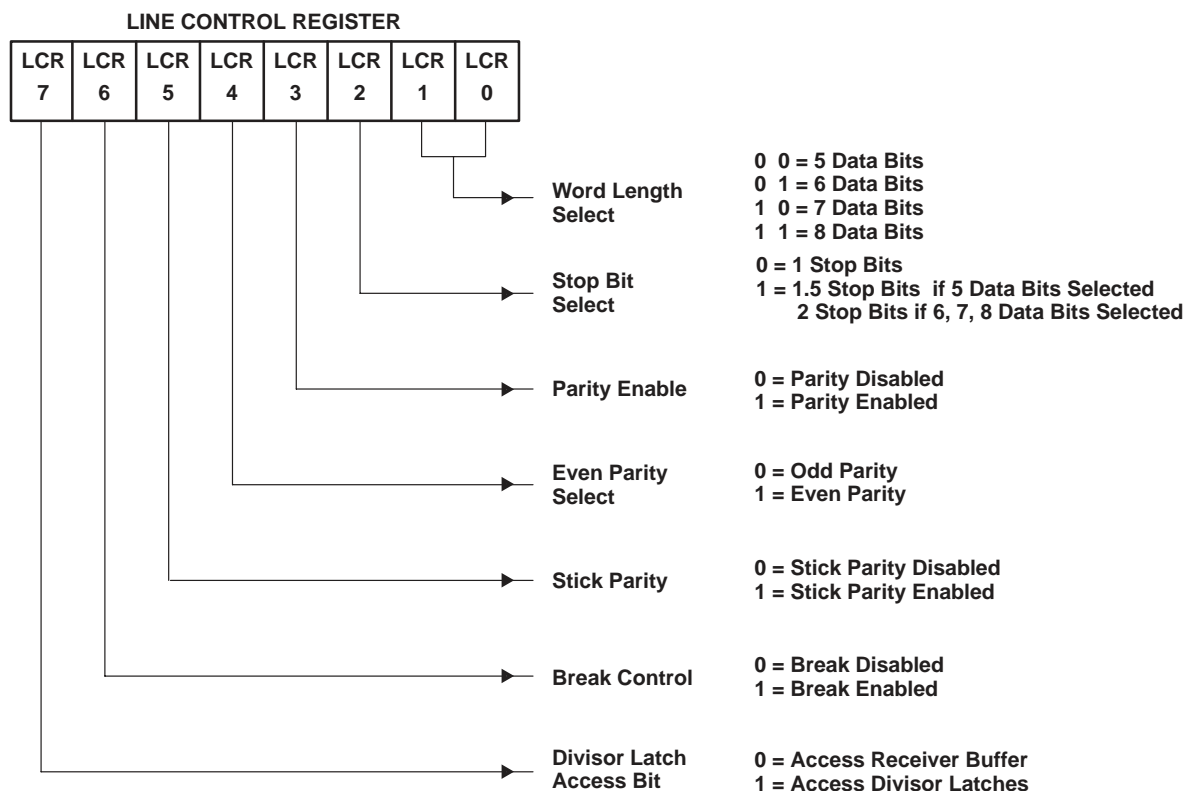 LINE CONTROL REGISTER
LCR LCR LCR LCR LCR LCR LCR LCR
7 6 5 4 3 2 1 0
Word Length
Select
0 0 = 5 Data Bits
0 1 = 6 Data Bits
1 0 = 7 Data Bits
1 1 = 8 Data Bits
Stop Bit
Select
0 = 1 Stop Bits
1 = 1.5 Stop Bits if 5 Data Bits Selected
2 Stop Bits if 6, 7, 8 Data Bits Selected
Parity Enable
0 = Parity Disabled
1 = Parity Enabled
Even Parity
Select
0 = Odd Parity
1 = Even Parity
Stick Parity
0 = Stick Parity Disabled
1 = Stick Parity Enabled
Break Control
0 = Break Disabled
1 = Break Enabled
Divisor Latch
Access Bit
0 = Access Receiver Buffer
1 = Access Divisor Latches